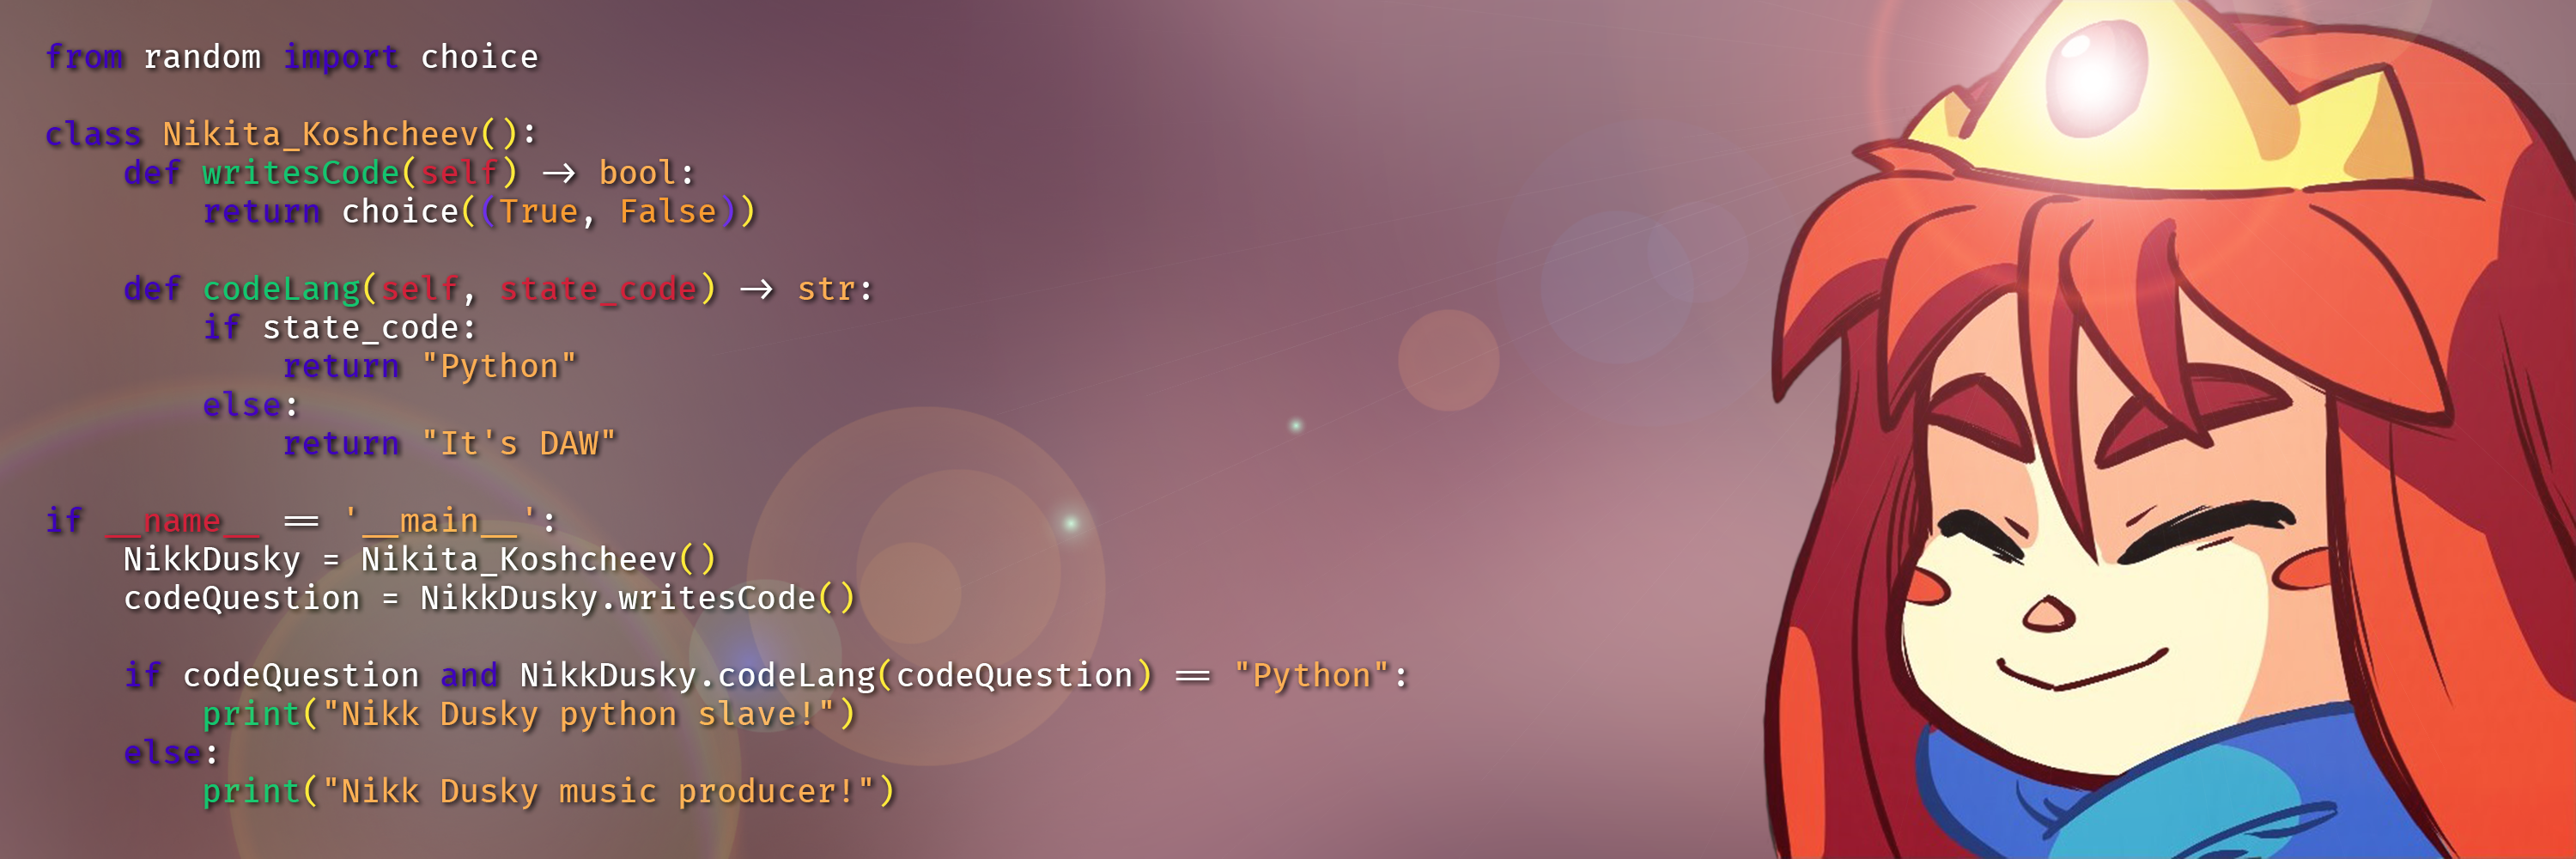 from random import choice
class Nikita_Koshcheev():
def writesCode(self) → bool:
return choice((True, False))
def codeLang(self, state_code) → str:
if state_code:
return "Python"
else:
return "It's DAW"
if __name__ == '__main__':
NikkDusky = Nikita_Koshcheev()
codeQuestion = NikkDusky.writesCode()
if codeQuestion and NikkDusky.codeLang(codeQuestion) == "Python":
print("Nikk Dusky python slave!")
else:
print("Nikk Dusky music producer!")